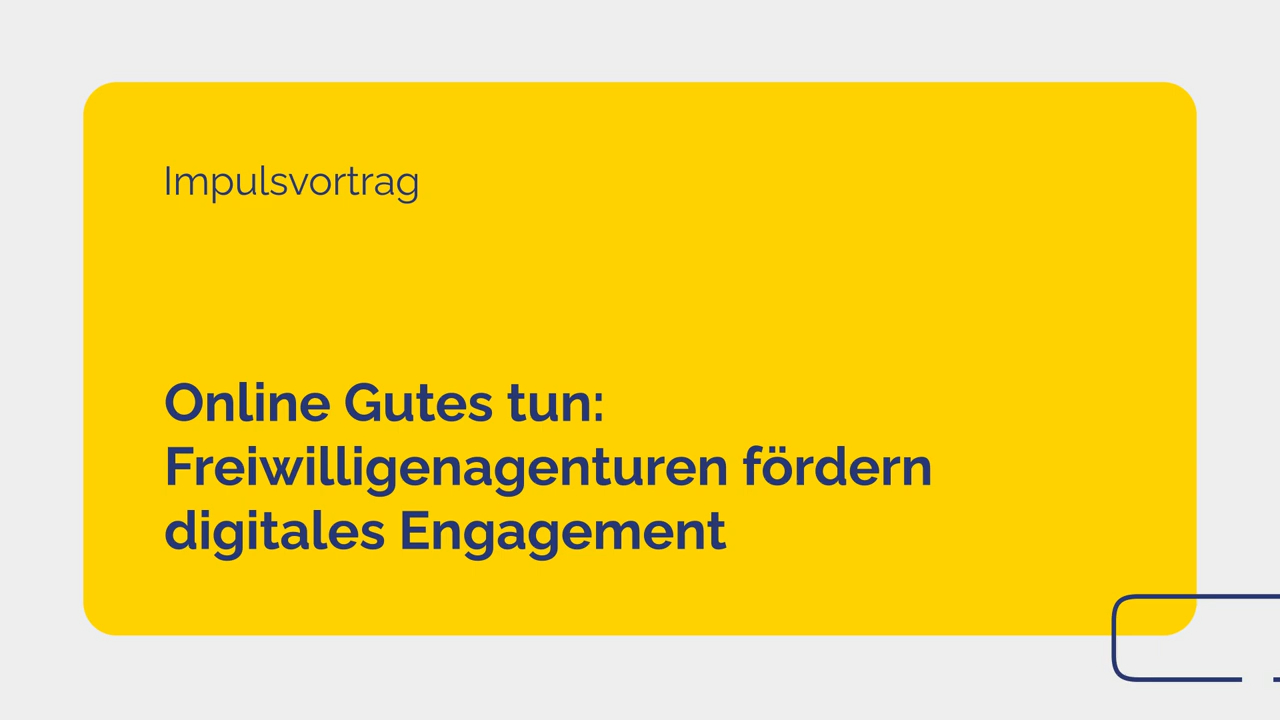 Impulsvortrag
Online Gutes tun:
Freiwilligenagenturen fördern
digitales Engagement